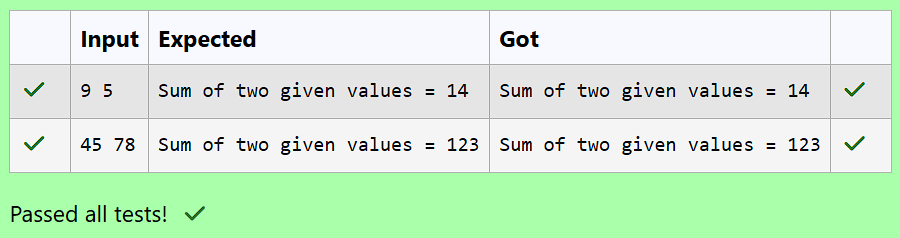 Input Expected Got
9 5 Sum of two given values = 14 Sum of two given values = 14
45 78 Sum of two given values = 123 Sum of two given values = 123
Passed all tests!